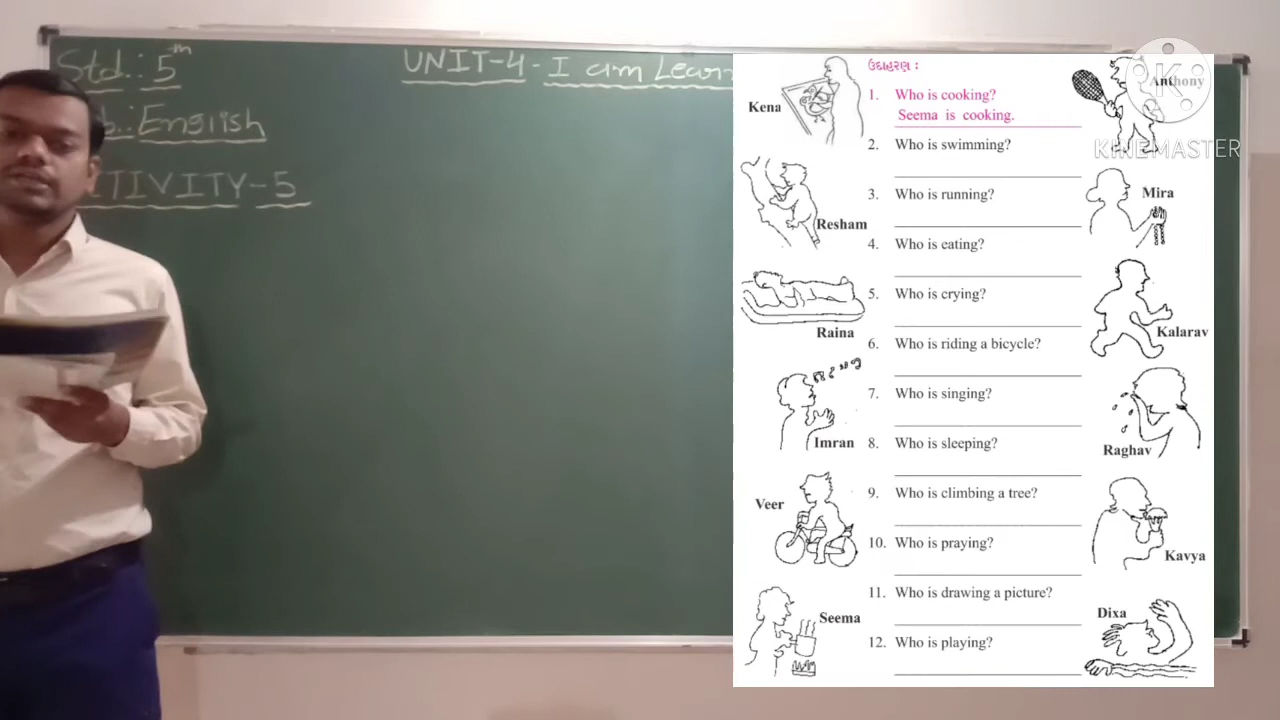 Std.: 5th
UNIT-4 - I am Lear
English
TIVITY-5
ઉદાહરણ :
1. Who is cooking?
Seema is cooking.
2. Who is swimming?
3. Who is running?
4. Who is eating?
5. Who is crying?
6. Who is riding a bicycle?
7. Who is singing?
8. Who is sleeping?
9. Who is climbing a tree?
10. Who is praying?
11. Who is drawing a picture?
12. Who is playing?
Kena
Resham
Raina
Imran
Veer
Seema
Anthony
Mira
Kalarav
Raghav
Kavya
Dixa
K
KINEMASTER